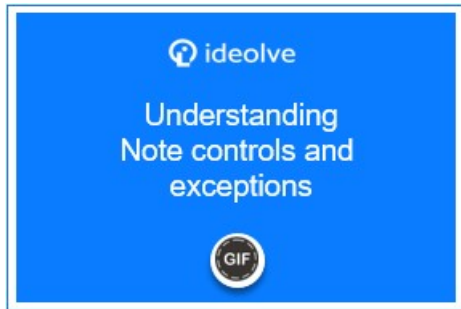 ideolve
Understanding
Note controls and
exceptions
GIF